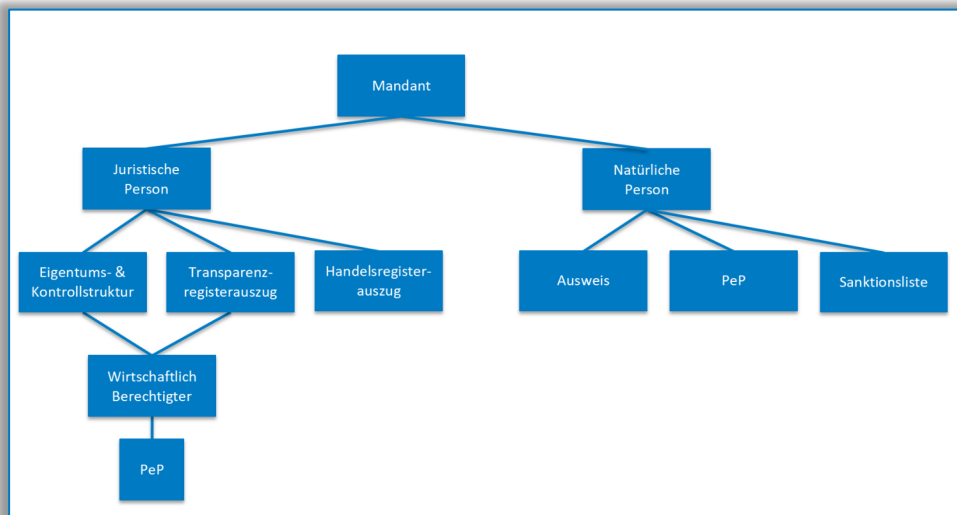 Mandant
Juristische
Person
Natürliche
Person
Eigentums- &
Kontrollstruktur
Transparenz-
registerauszug
Handelsregister-
auszug
Ausweis
PeP
Sanktionsliste
Wirtschaftlich
Berechtigter
PeP